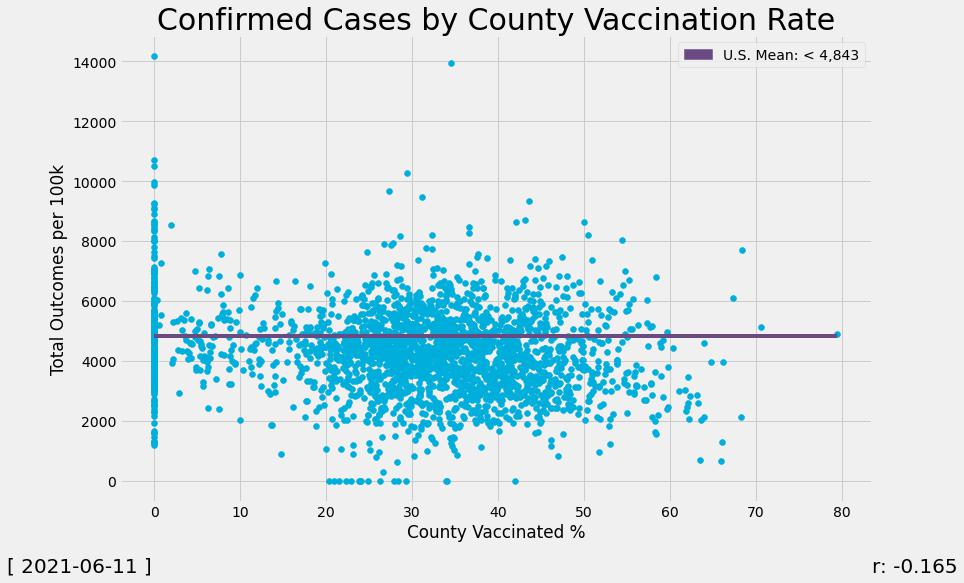 Confirmed Cases by County Vaccination Rate
U.S. Mean: < 4,843
14000
12000
10000
8000
6000
4000
2000
0
Total Outcomes per 100k
0 10 20 30 40 50 60 70 80
County Vaccinated %
[ 2021-06-11 ]
r: -0.165